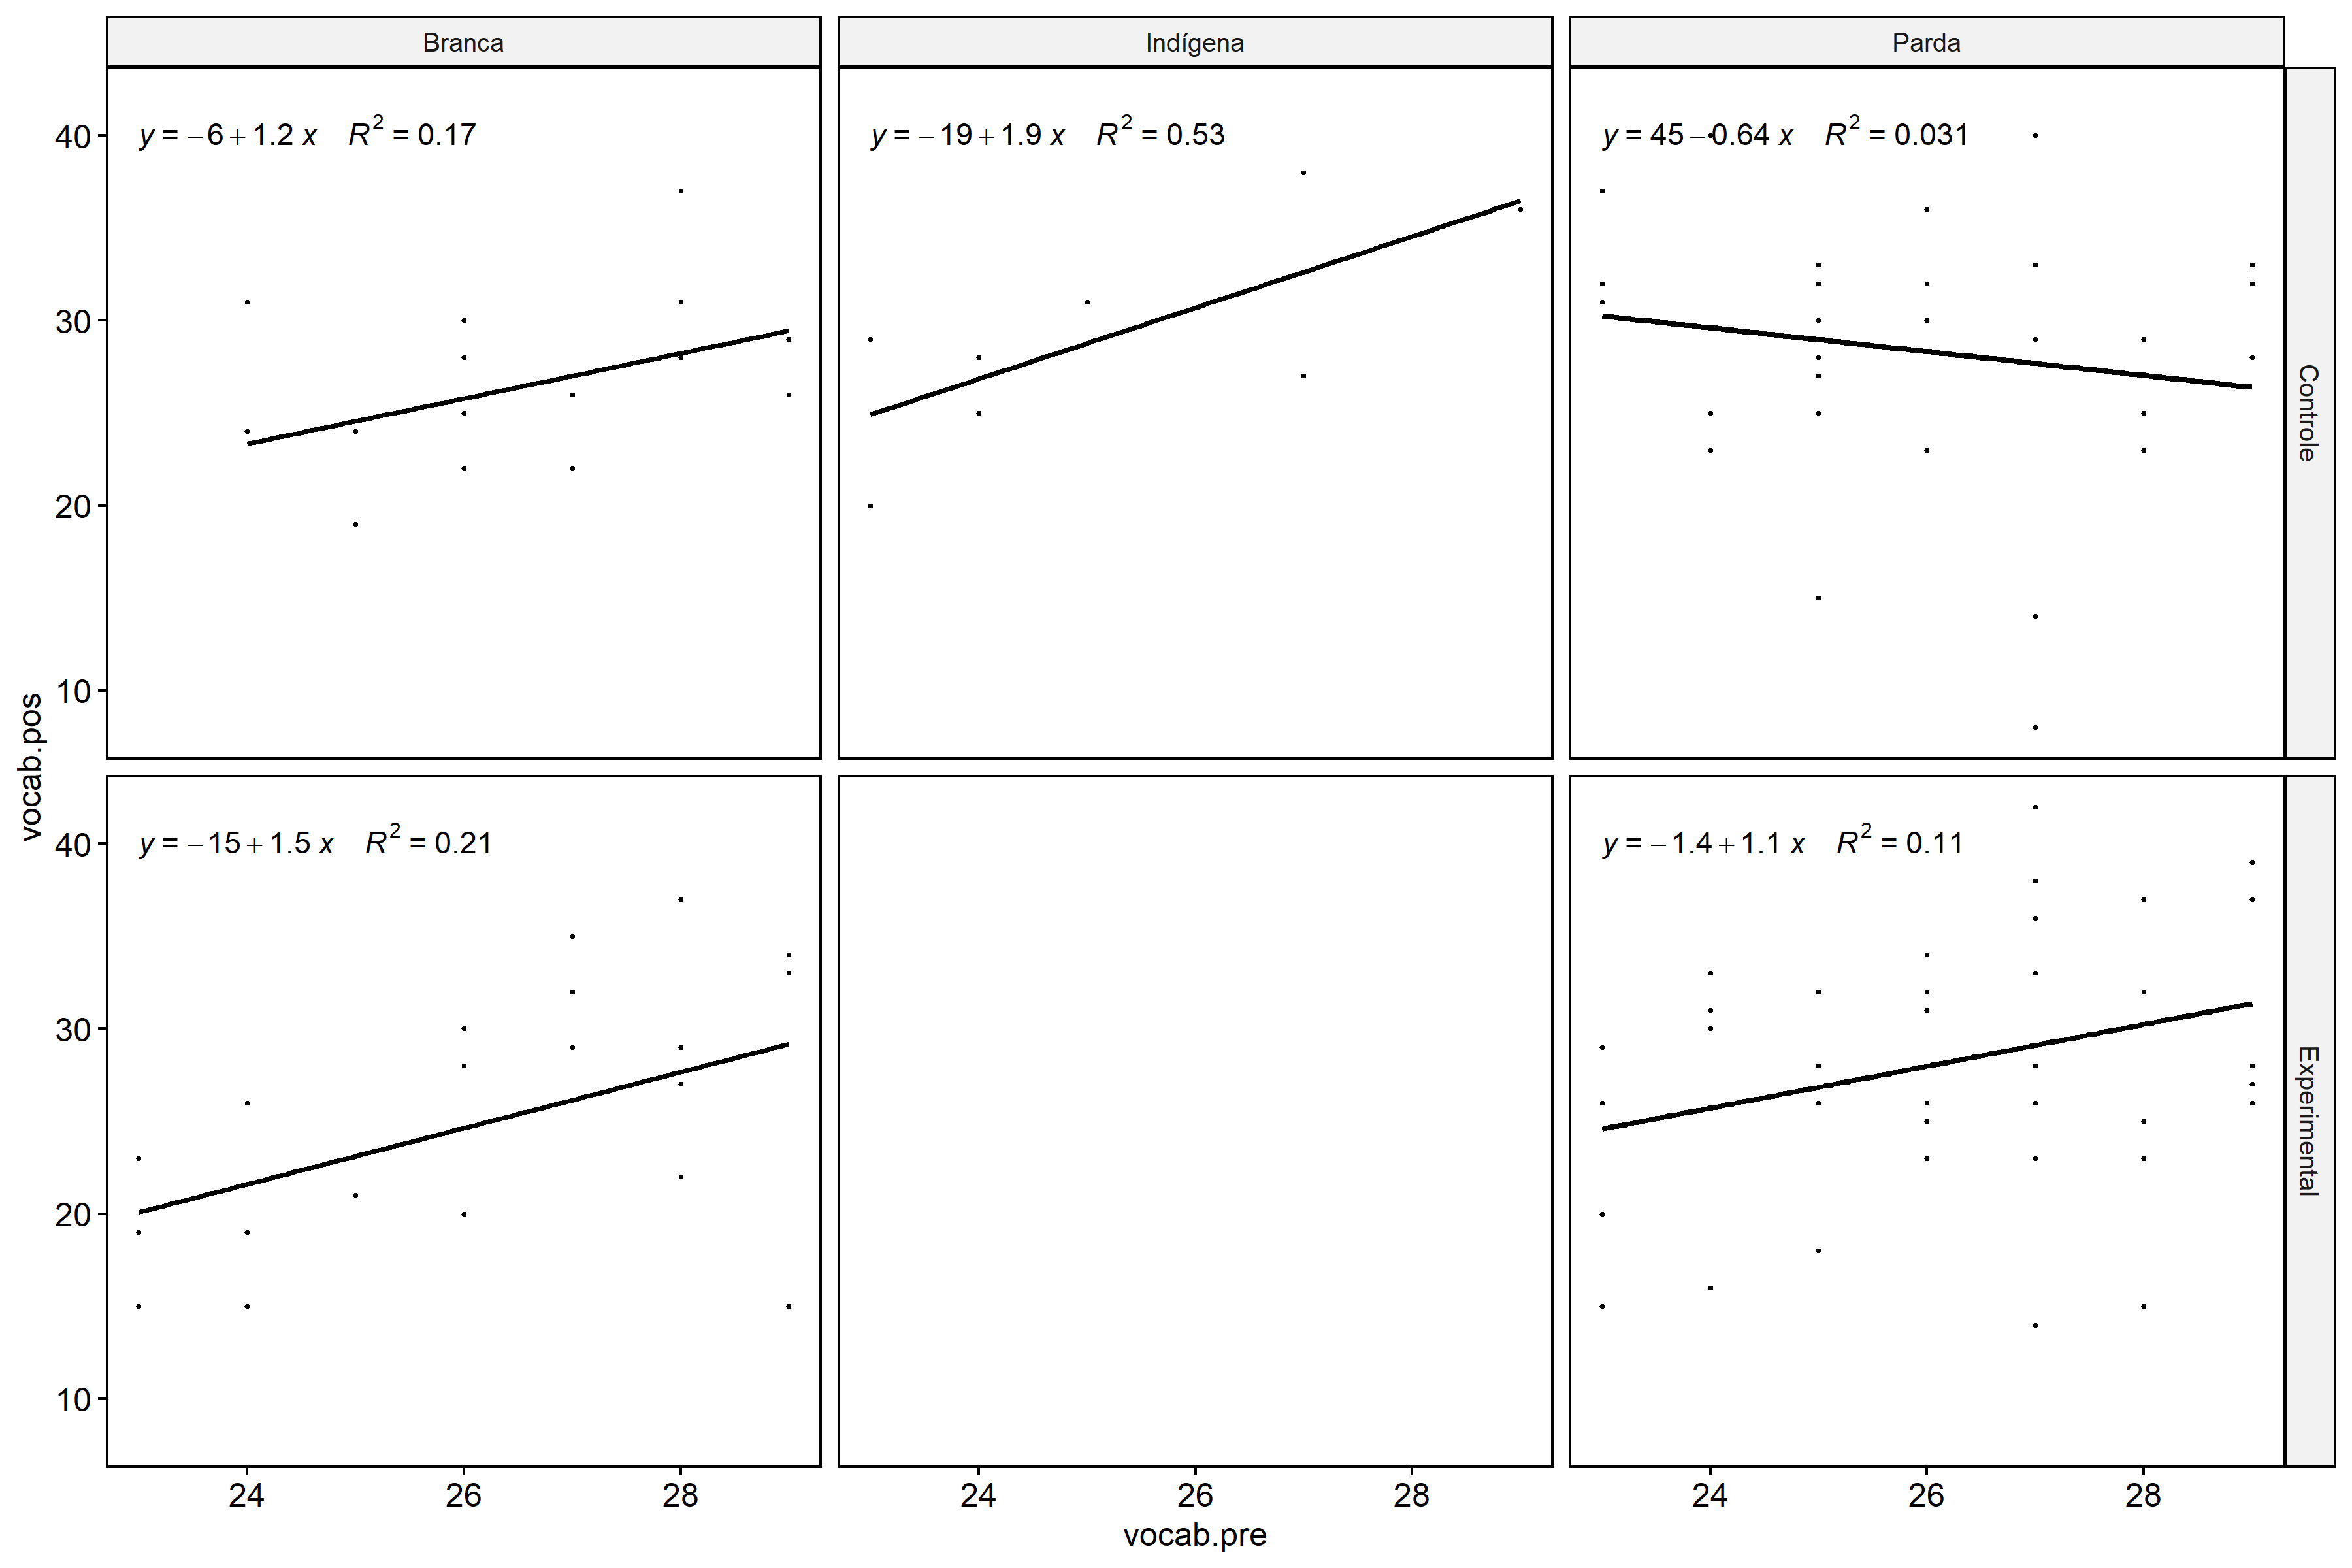 Branca
Indígena
Parda
y = −6 + 1.2 x R² = 0.17
y = −19 + 1.9 x R² = 0.53
y = 45 − 0.64 x R² = 0.031
40
30
20
10
Controle
vocab.pos
y = −15 + 1.5 x R² = 0.21
y = −1.4 + 1.1 x R² = 0.11
40
30
20
10
Experimental
24 26 28
24 26 28
24 26 28
vocab.pre